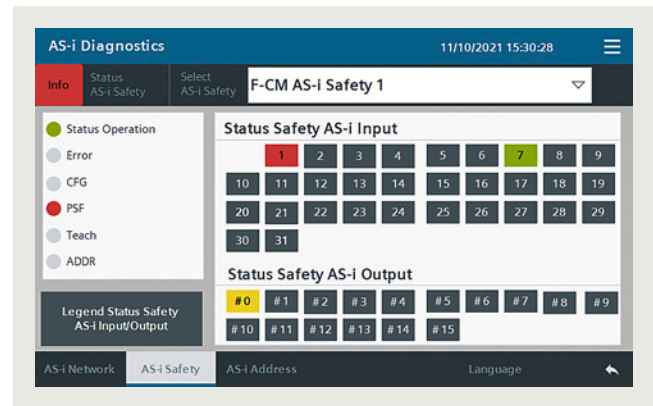 AS-i Diagnostics 11/10/2021 15:30:28
Info Status AS-i Safety Select AS-i Safety F-CM AS-i Safety 1
Status Operation
Error
CFG
PSF
Teach
ADDR
Legend Status Safety
AS-i Input/Output
Status Safety AS-i Input
1 2 3 4 5 6 7 8 9
10 11 12 13 14 15 16 17 18 19
20 21 22 23 24 25 26 27 28 29
30 31
Status Safety AS-i Output
#0 #1 #2 #3 #4 #5 #6 #7 #8 #9
#10 #11 #12 #13 #14 #15
AS-i Network AS-i Safety AS-i Address Language